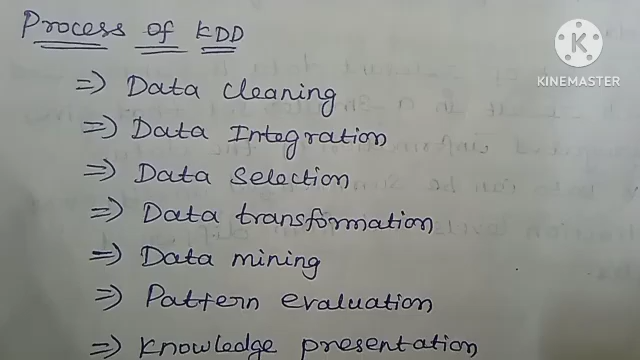 Process of KDD
K
KINEMASTER
⇒ Data cleaning
⇒ Data Integration
⇒ Data Selection
⇒ Data transformation
⇒ Data mining
⇒ Pattern evaluation
⇒ Knowledge presentation